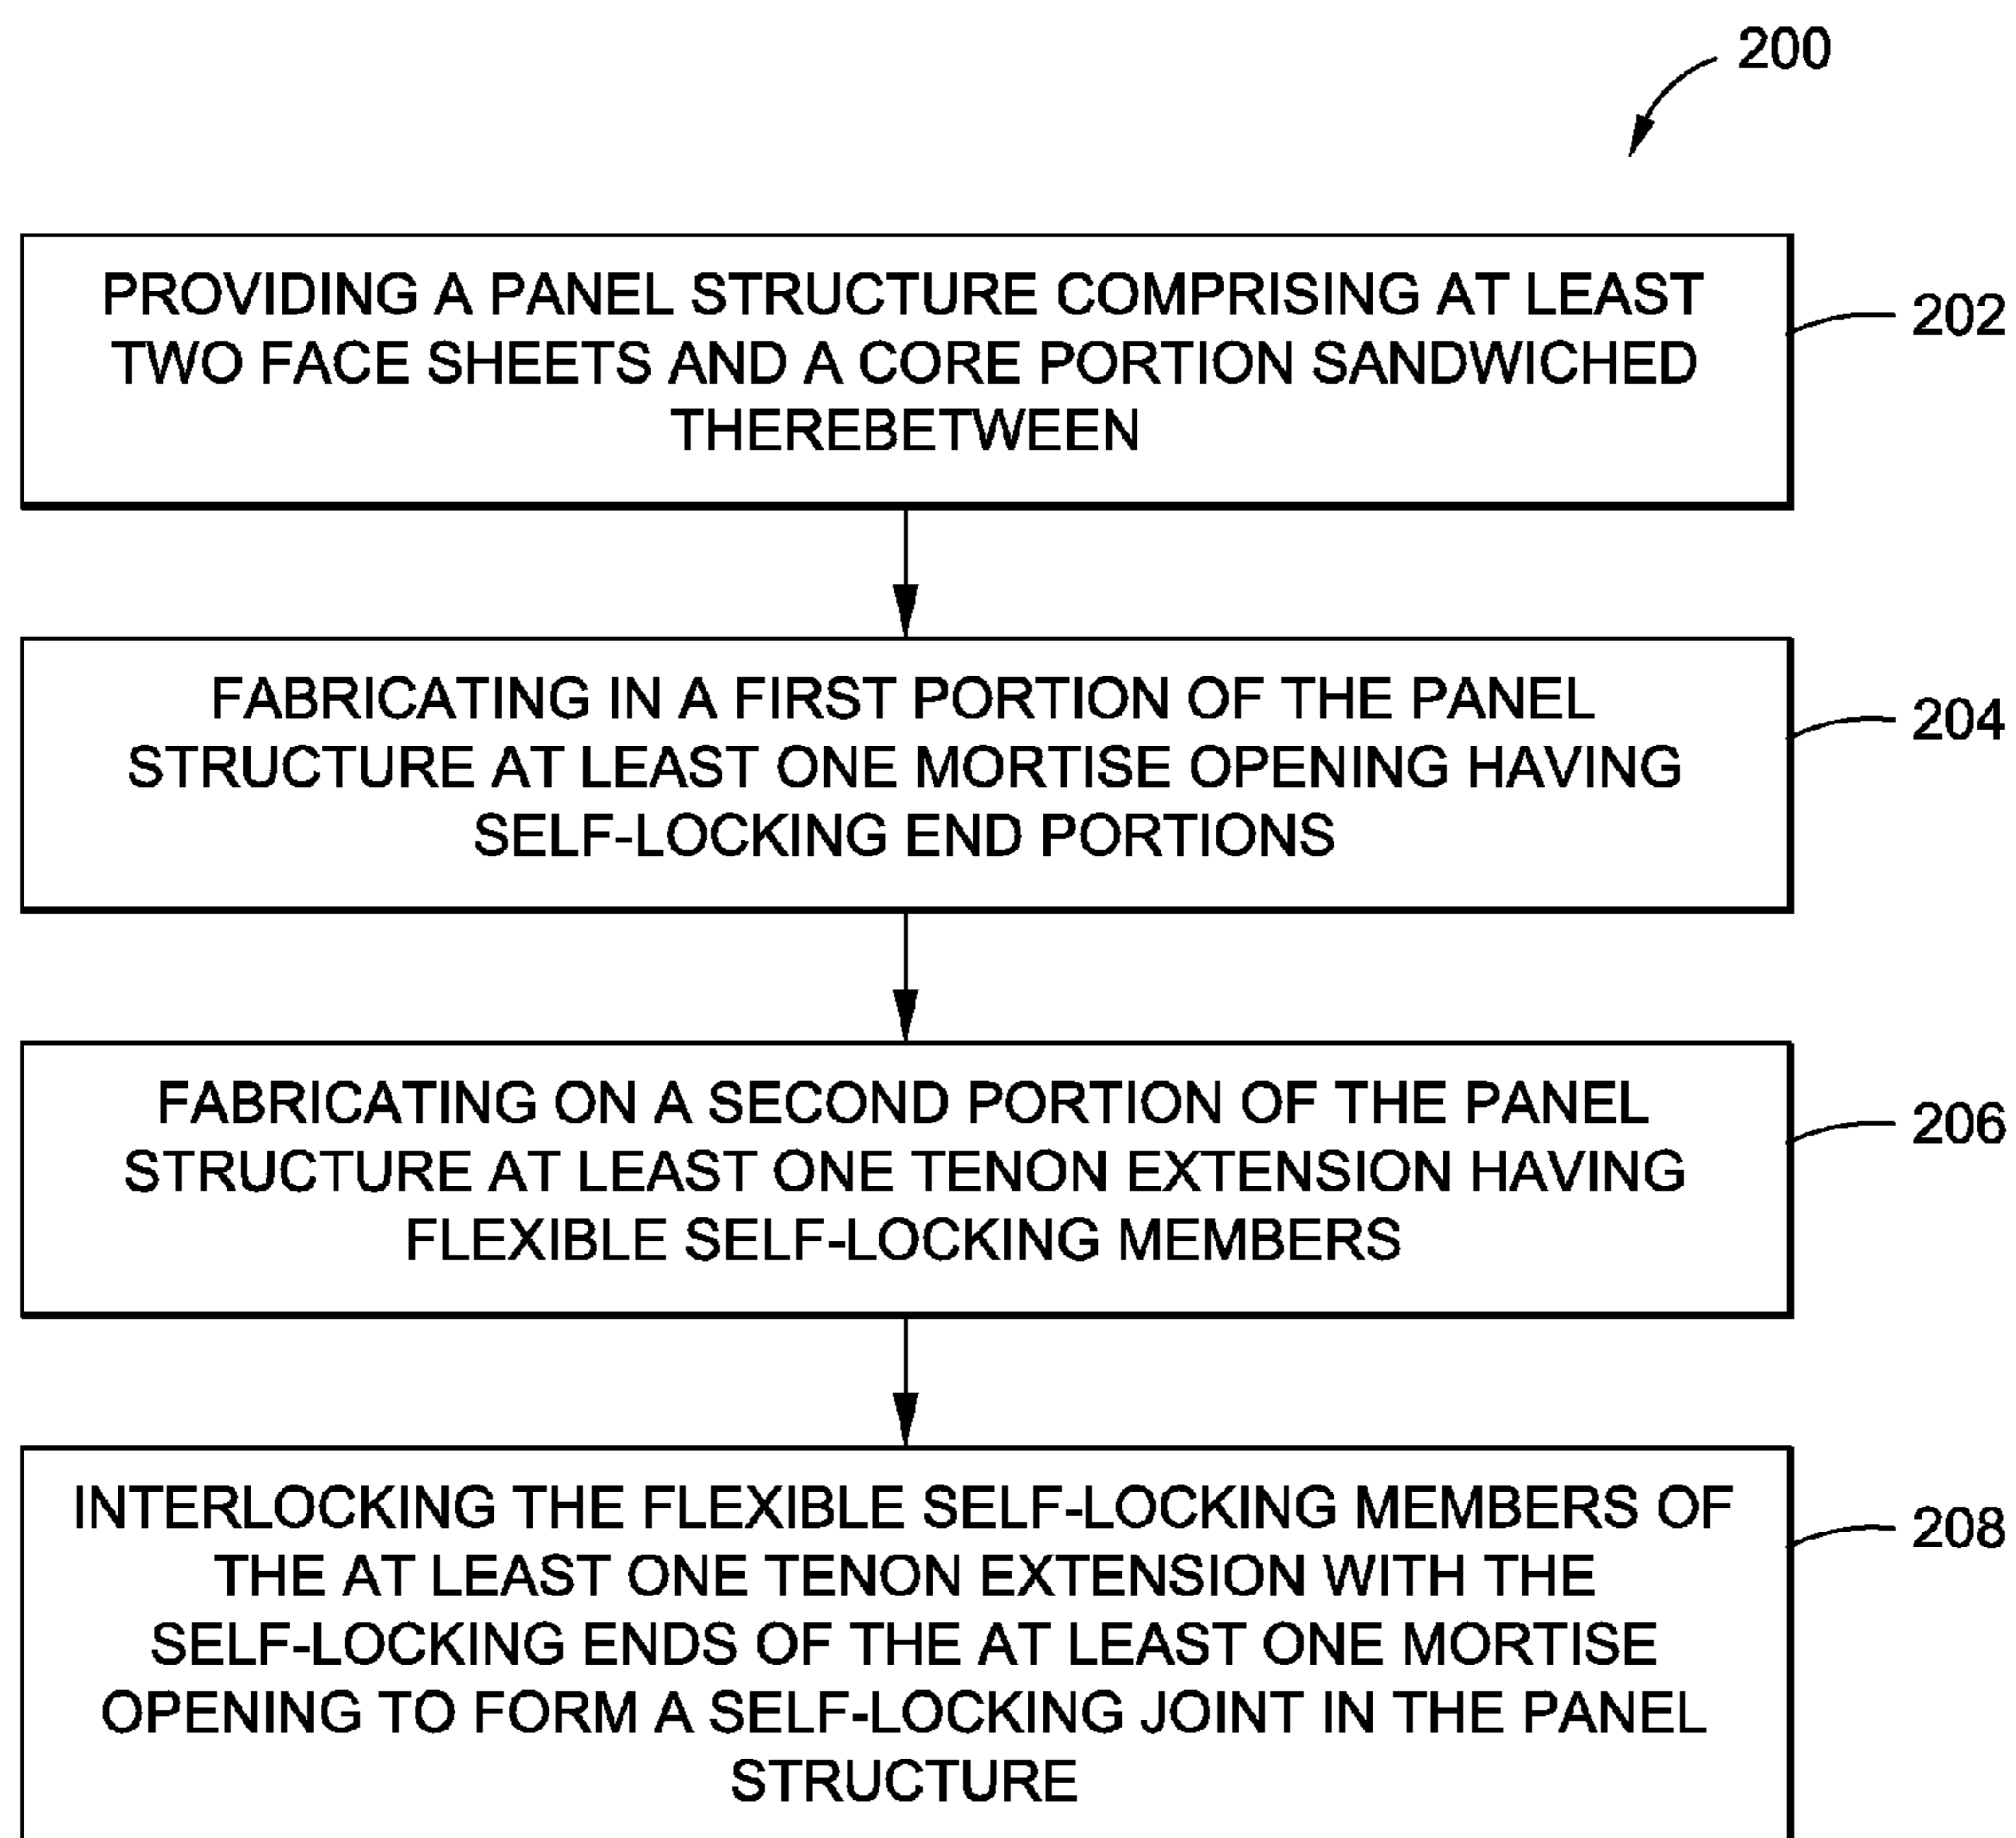 200
PROVIDING A PANEL STRUCTURE COMPRISING AT LEAST
TWO FACE SHEETS AND A CORE PORTION SANDWICHED
THEREBETWEEN
202
FABRICATING IN A FIRST PORTION OF THE PANEL
STRUCTURE AT LEAST ONE MORTISE OPENING HAVING
SELF-LOCKING END PORTIONS
204
FABRICATING ON A SECOND PORTION OF THE PANEL
STRUCTURE AT LEAST ONE TENON EXTENSION HAVING
FLEXIBLE SELF-LOCKING MEMBERS
206
INTERLOCKING THE FLEXIBLE SELF-LOCKING MEMBERS OF
THE AT LEAST ONE TENON EXTENSION WITH THE
SELF-LOCKING ENDS OF THE AT LEAST ONE MORTISE
OPENING TO FORM A SELF-LOCKING JOINT IN THE PANEL
STRUCTURE
208